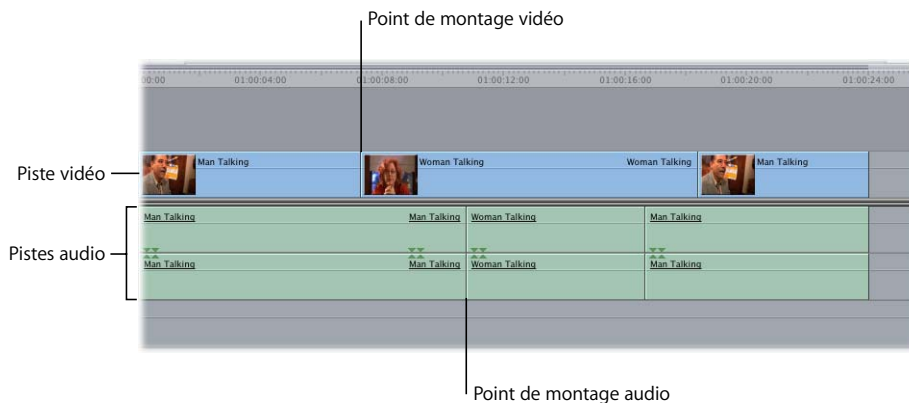 Point de montage vidéo
00:00 01:00:04:00 01:00:08:00 01:00:12:00 01:00:16:00 01:00:20:00 01:00:24:00
Piste vidéo
Man Talking Woman Talking Woman Talking Man Talking
Pistes audio
Man Talking Man Talking Woman Talking Man Talking
Man Talking Man Talking Woman Talking Man Talking
Point de montage audio